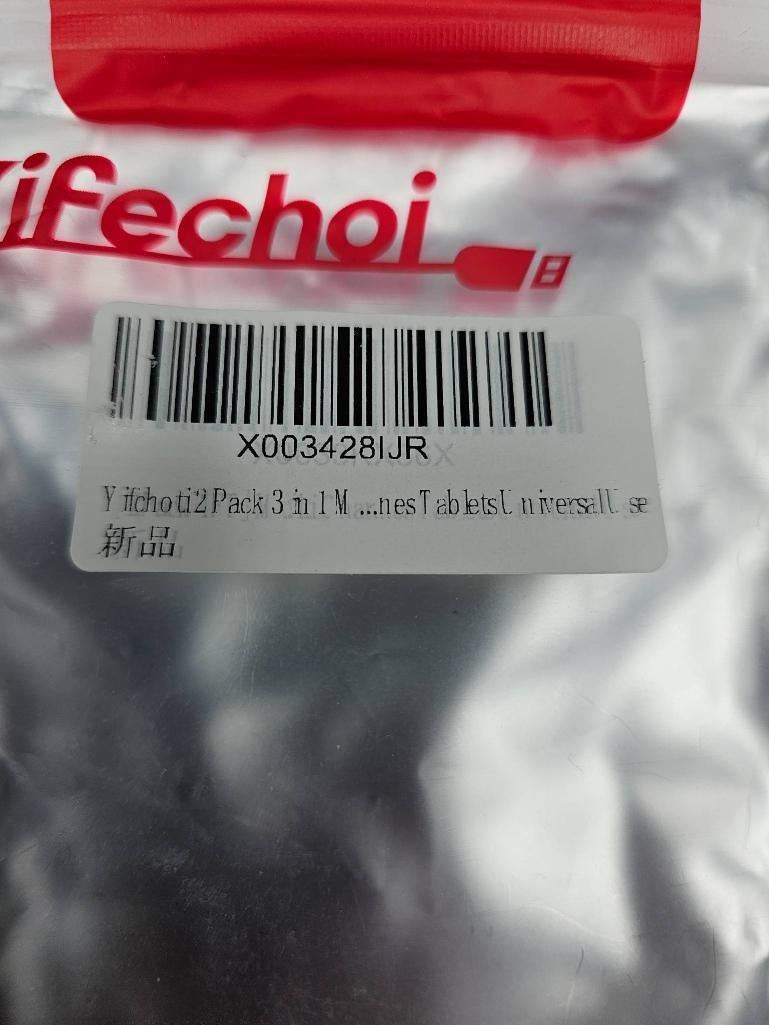 Yifechoi
X003428IJR
Yifchoti2Pack 3 in 1 M ...nesTabletsUniversalUse
新品